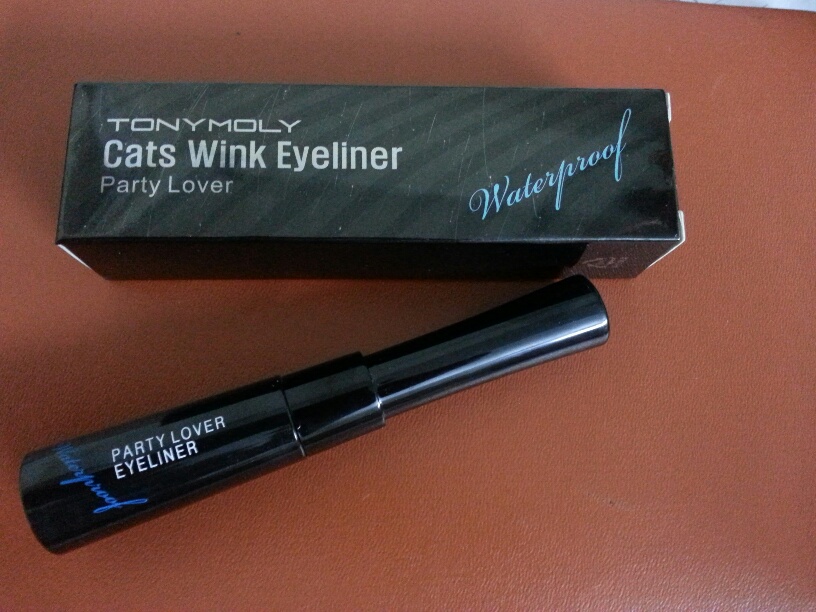 TONYMOLY
Cats Wink Eyeliner
Party Lover
Waterproof
PARTY LOVER
EYELINER
Waterproof